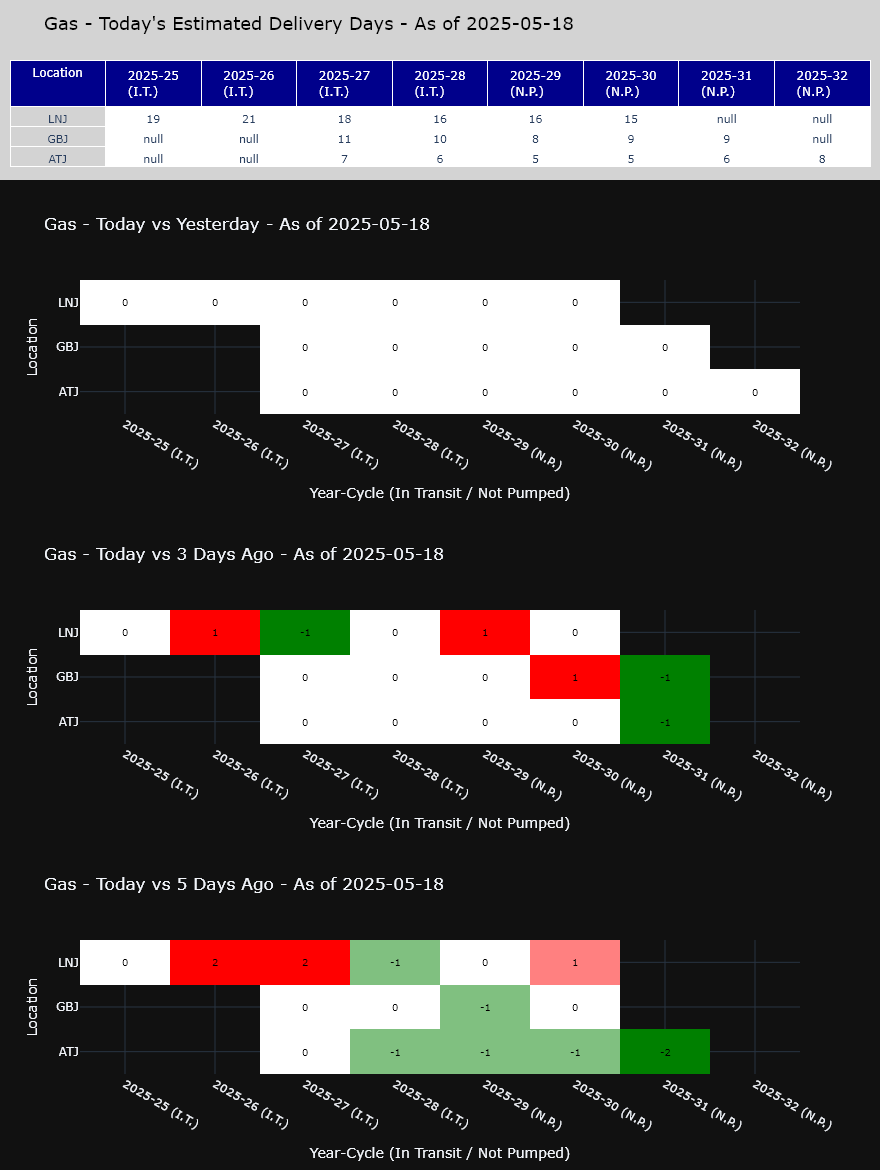 Gas - Today's Estimated Delivery Days - As of 2025-05-18
Location 2025-25 (I.T.) 2025-26 (I.T.) 2025-27 (I.T.) 2025-28 (I.T.) 2025-29 (N.P.) 2025-30 (N.P.) 2025-31 (N.P.) 2025-32 (N.P.)
LNJ 19 21 18 16 16 15 null null
GBJ null null 11 10 8 9 9 null
ATJ null null 7 6 5 5 6 8
Gas - Today vs Yesterday - As of 2025-05-18
Location
LNJ 0 0 0 0 0 0
GBJ 0 0 0 0 0
ATJ 0 0 0 0 0 0
2025-25 (I.T.) 2025-26 (I.T.) 2025-27 (I.T.) 2025-28 (I.T.) 2025-29 (N.P.) 2025-30 (N.P.) 2025-31 (N.P.) 2025-32 (N.P.)
Year-Cycle (In Transit / Not Pumped)
Gas - Today vs 3 Days Ago - As of 2025-05-18
Location
LNJ 0 1 -1 0 1 0
GBJ 0 0 0 1 -1
ATJ 0 0 0 0 -1
2025-25 (I.T.) 2025-26 (I.T.) 2025-27 (I.T.) 2025-28 (I.T.) 2025-29 (N.P.) 2025-30 (N.P.) 2025-31 (N.P.) 2025-32 (N.P.)
Year-Cycle (In Transit / Not Pumped)
Gas - Today vs 5 Days Ago - As of 2025-05-18
Location
LNJ 0 2 2 -1 0 1
GBJ 0 0 -1 0
ATJ 0 -1 -1 -1 -2
2025-25 (I.T.) 2025-26 (I.T.) 2025-27 (I.T.) 2025-28 (I.T.) 2025-29 (N.P.) 2025-30 (N.P.) 2025-31 (N.P.) 2025-32 (N.P.)
Year-Cycle (In Transit / Not Pumped)